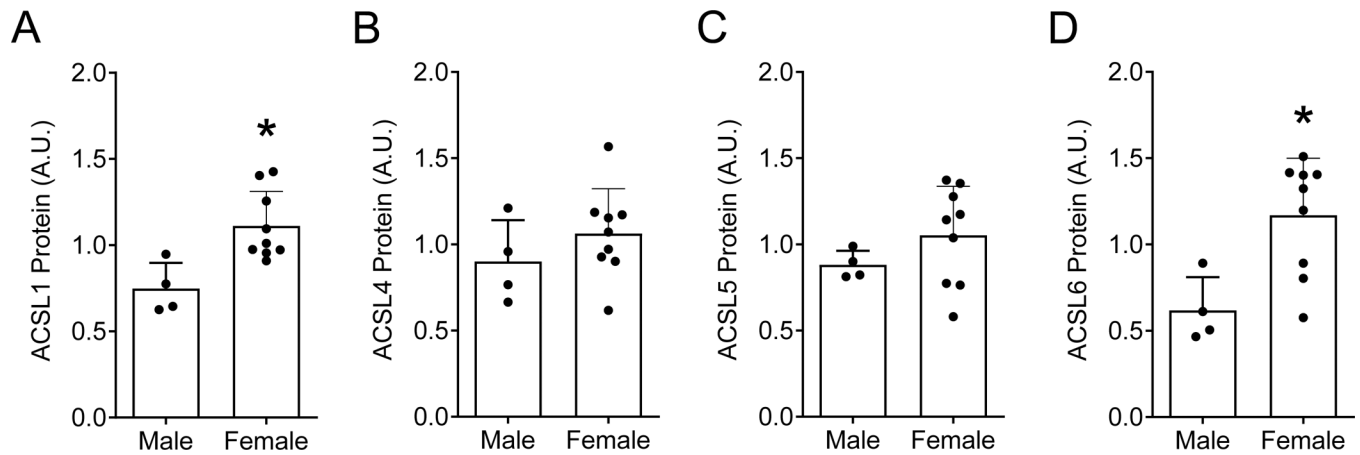 A
ACSL1 Protein (A.U.)
2.0
1.5
1.0
0.5
0.0
*
Male Female
B
ACSL4 Protein (A.U.)
2.0
1.5
1.0
0.5
0.0
Male Female
C
ACSL5 Protein (A.U.)
2.0
1.5
1.0
0.5
0.0
Male Female
D
ACSL6 Protein (A.U.)
2.0
1.5
1.0
0.5
0.0
*
Male Female